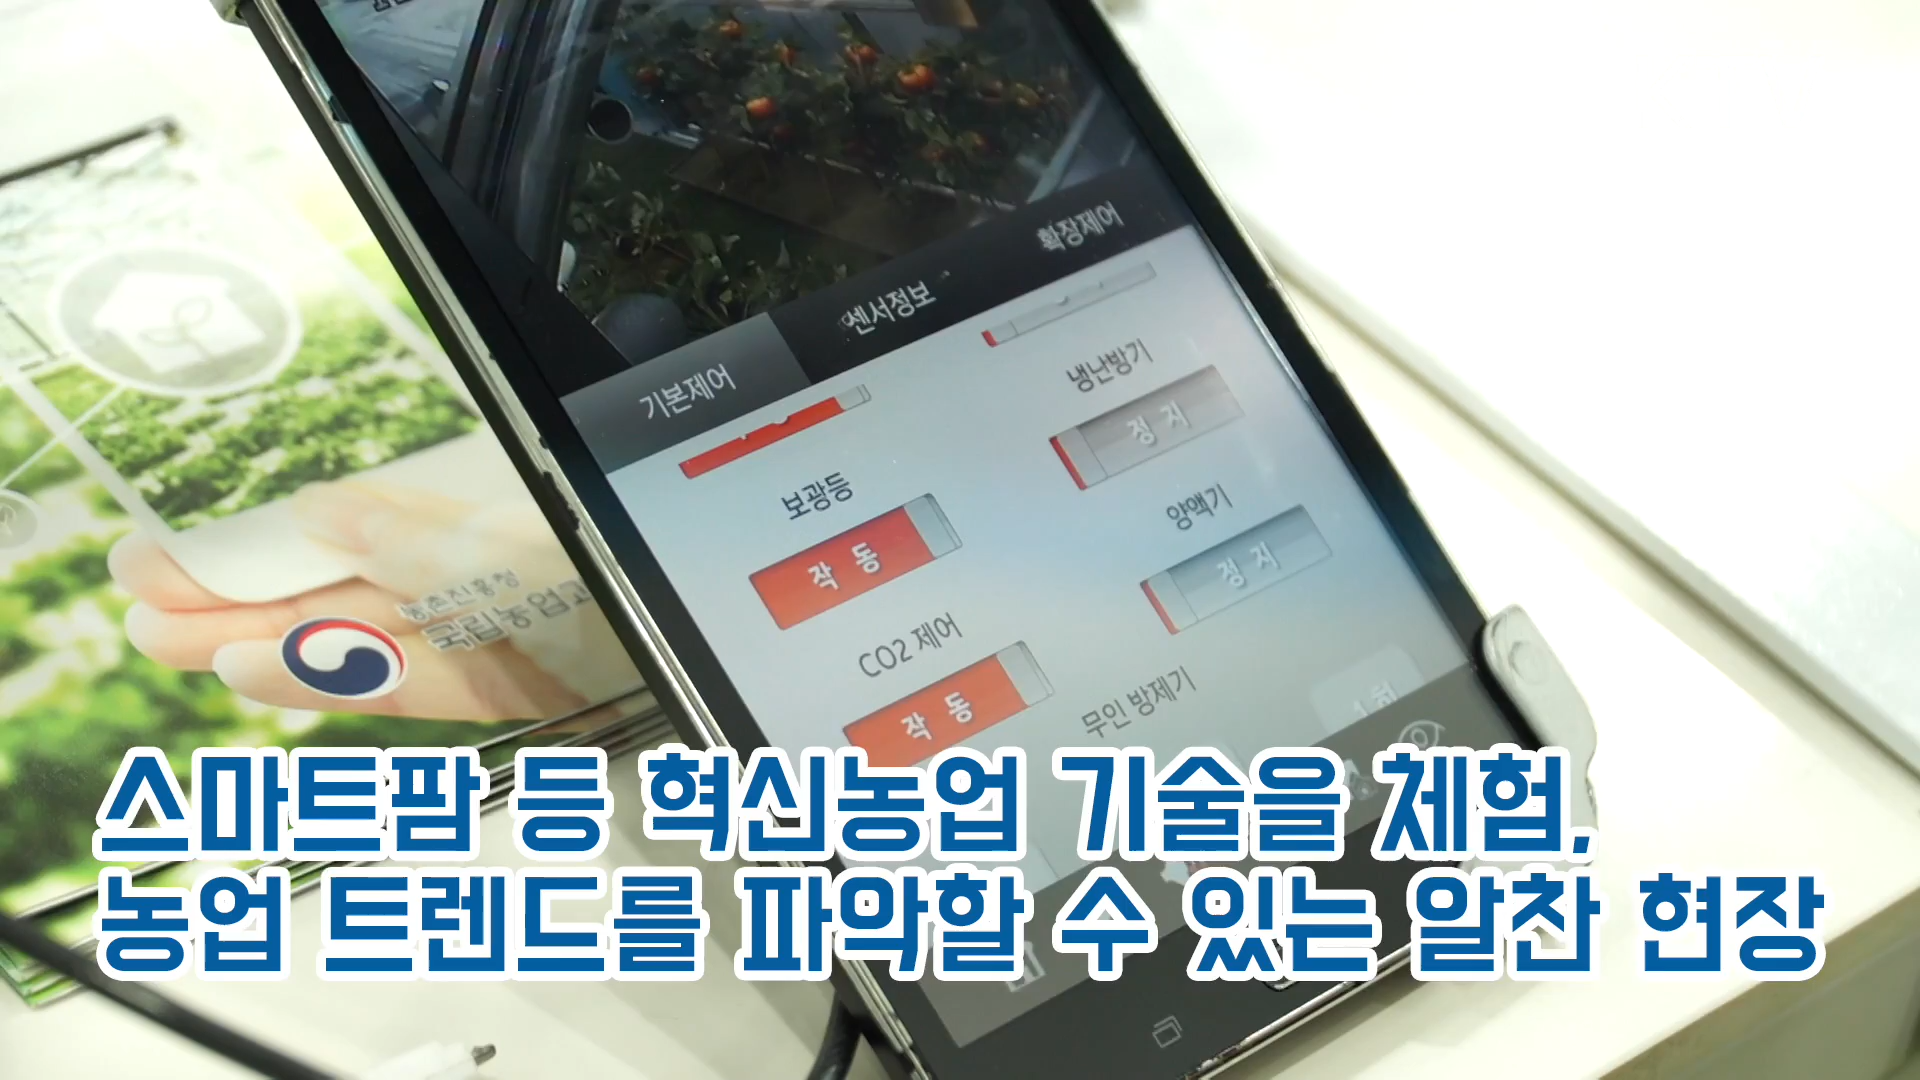 확장제어
센서정보
기본제어
냉난방기
정 지
보광등
작 동
양액기
정 지
CO2 제어
작 동
무인 방제기
농촌진흥청
국립농업
스마트팜 등 혁신농업 기술을 체험,
농업 트렌드를 파악할 수 있는 알찬 현장